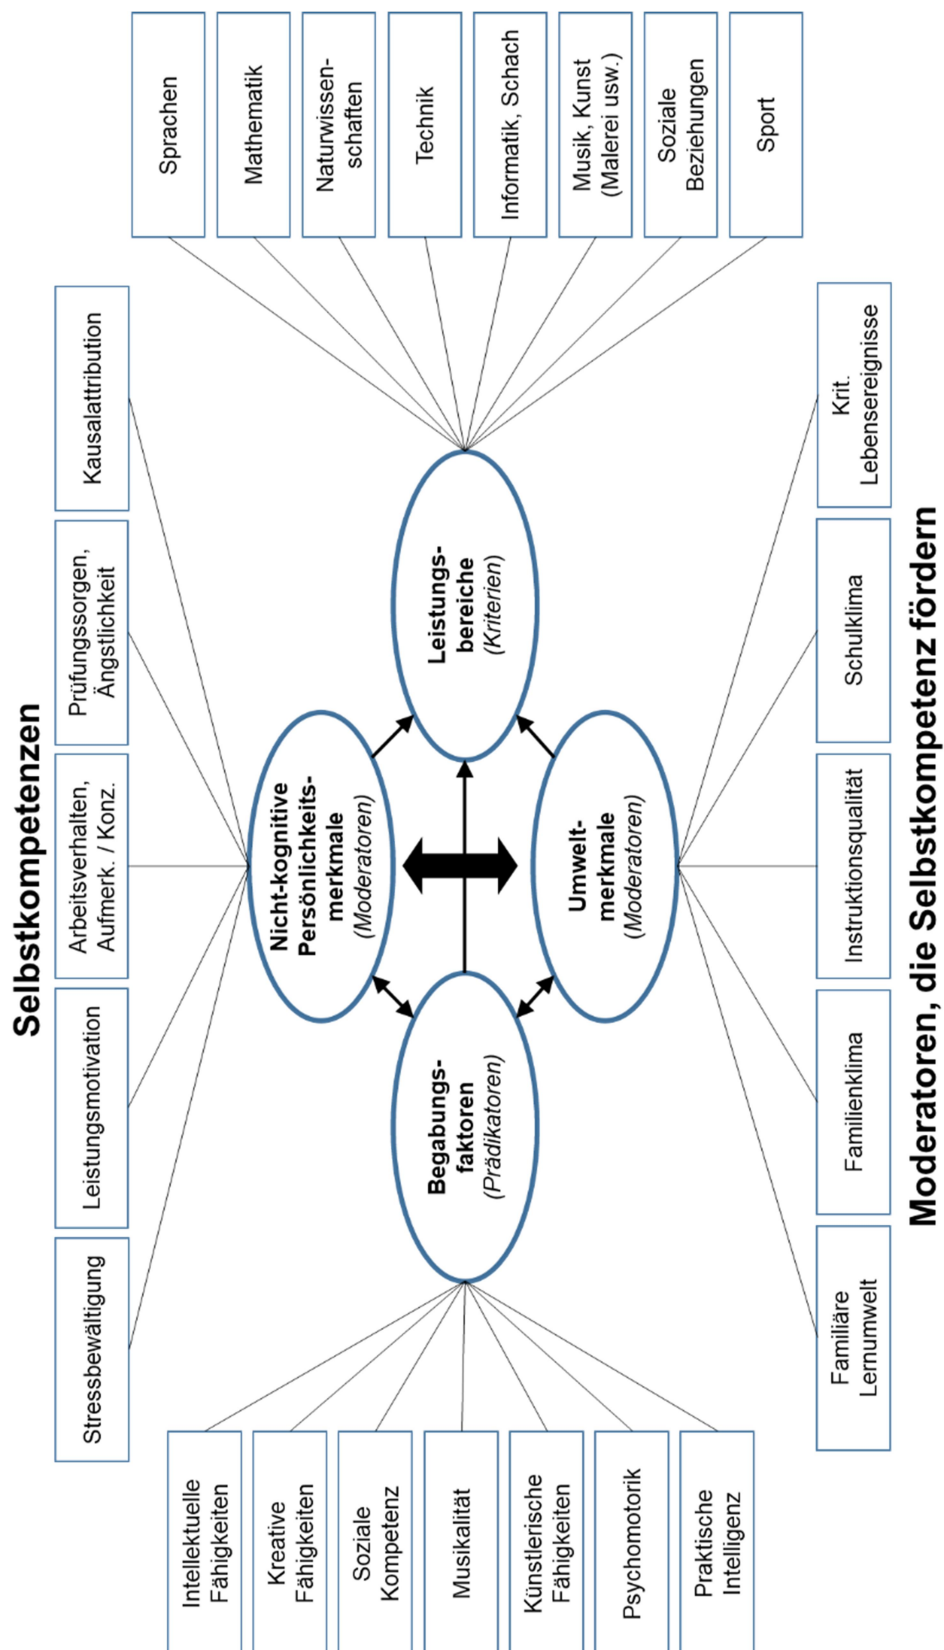 Selbstkompetenzen
Stressbewältigung
Leistungsmotivation
Arbeitsverhalten,
Aufmerk. / Konz.
Prüfungssorgen,
Ängstlichkeit
Kausalattribution
Intellektuelle
Fähigkeiten
Kreative
Fähigkeiten
Soziale
Kompetenz
Musikalität
Künstlerische
Fähigkeiten
Psychomotorik
Praktische
Intelligenz
Begabungs-
faktoren
(Prädikatoren)
Nicht-kognitive
Persönlichkeits-
merkmale
(Moderatoren)
Umwelt-
merkmale
(Moderatoren)
Leistungs-
bereiche
(Kriterien)
Sprachen
Mathematik
Naturwissen-
schaften
Technik
Informatik, Schach
Musik, Kunst
(Malerei usw.)
Soziale
Beziehungen
Sport
Familiäre
Lernumwelt
Familienklima
Instruktionsqualität
Schulklima
Krit.
Lebensereignisse
Moderatoren, die Selbstkompetenz fördern